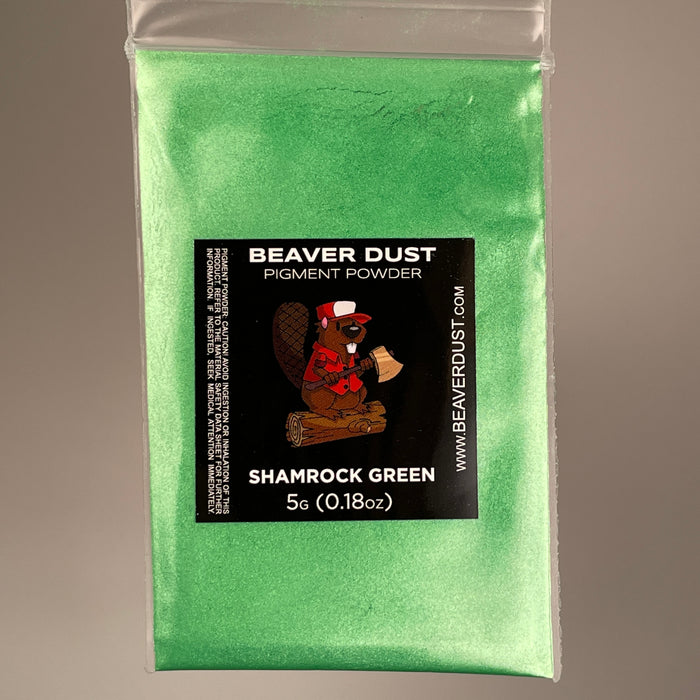 BEAVER DUST
PIGMENT POWDER
PIGMENT POWDER: CAUTION! AVOID INGESTION OR INHALATION OF THIS
PRODUCT. REFER TO THE MATERIAL SAFETY DATA SHEET FOR FURTHER
INFORMATION. IF INGESTED, SEEK MEDICAL ATTENTION IMMEDIATELY.
WWW.BEAVERDUST.COM
SHAMROCK GREEN
5G (0.18OZ)